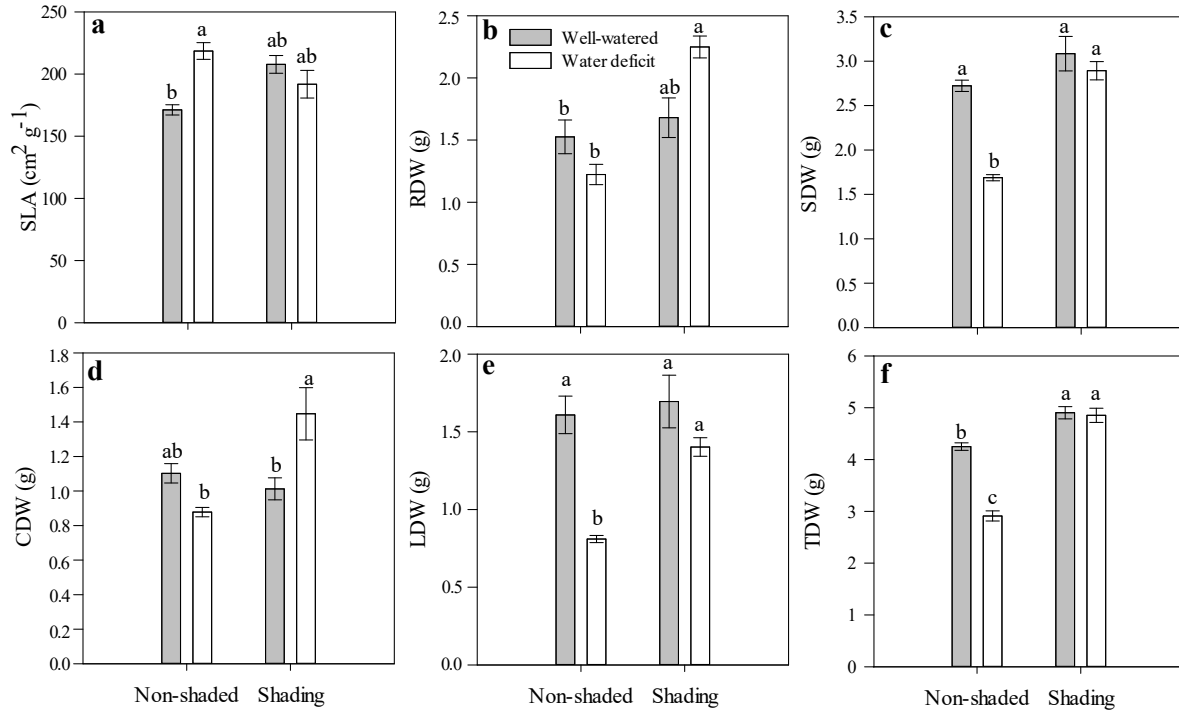 a
SLA (cm² g⁻¹)
250
200
150
100
50
0
b
a
ab
ab
b
RDW (g)
2.5
2.0
1.5
1.0
0.5
0.0
Well-watered
Water deficit
b
b
ab
a
c
SDW (g)
3.5
3.0
2.5
2.0
1.5
1.0
0.5
0.0
a
b
a
a
d
CDW (g)
1.8
1.6
1.4
1.2
1.0
0.8
0.6
0.4
0.2
0.0
ab
b
b
a
Non-shaded Shading
e
LDW (g)
2.0
1.5
1.0
0.5
0.0
a
b
a
a
Non-shaded Shading
f
TDW (g)
6
5
4
3
2
1
0
b
c
a
a
Non-shaded Shading